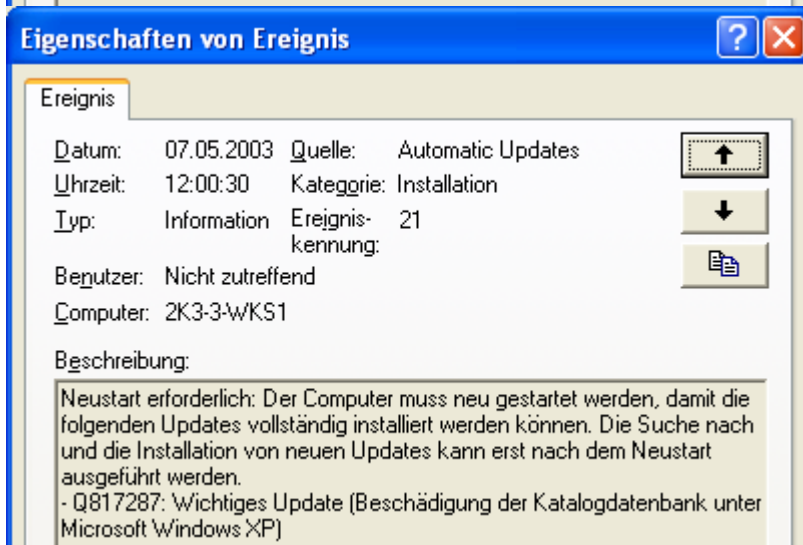 Eigenschaften von Ereignis
Ereignis
Datum: 07.05.2003 Quelle: Automatic Updates
Uhrzeit: 12:00:30 Kategorie: Installation
Typ: Information Ereignis-
kennung: 21
Benutzer: Nicht zutreffend
Computer: 2K3-3-WKS1
Beschreibung:
Neustart erforderlich: Der Computer muss neu gestartet werden, damit die
folgenden Updates vollständig installiert werden können. Die Suche nach
und die Installation von neuen Updates kann erst nach dem Neustart
ausgeführt werden.
- Q817287: Wichtiges Update (Beschädigung der Katalogdatenbank unter
Microsoft Windows XP)